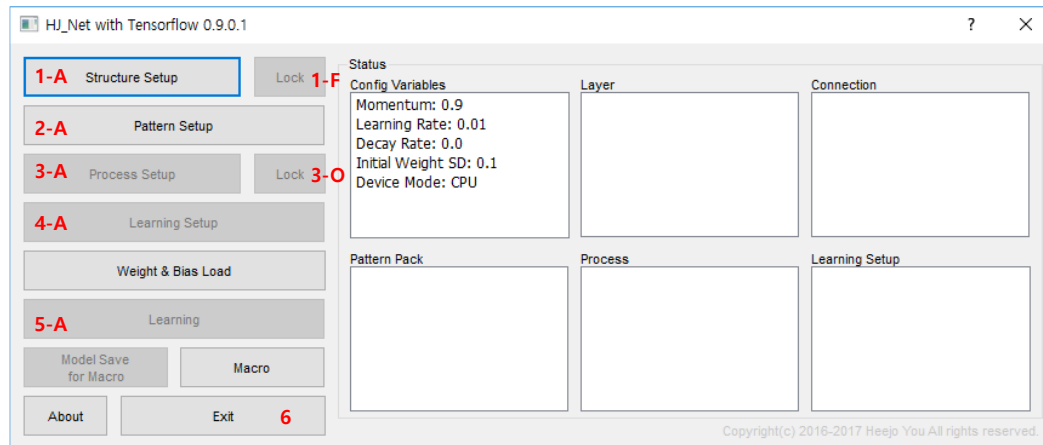 HJ_Net with Tensorflow 0.9.0.1
?
1-A Structure Setup
Lock 1-F
2-A Pattern Setup
3-A Process Setup
Lock 3-O
4-A Learning Setup
Weight & Bias Load
5-A Learning
Model Save
for Macro
Macro
About
Exit 6
Status
Config Variables
Momentum: 0.9
Learning Rate: 0.01
Decay Rate: 0.0
Initial Weight SD: 0.1
Device Mode: CPU
Layer
Connection
Pattern Pack
Process
Learning Setup
Copyright(c) 2016-2017 Heejo You All rights reserved.